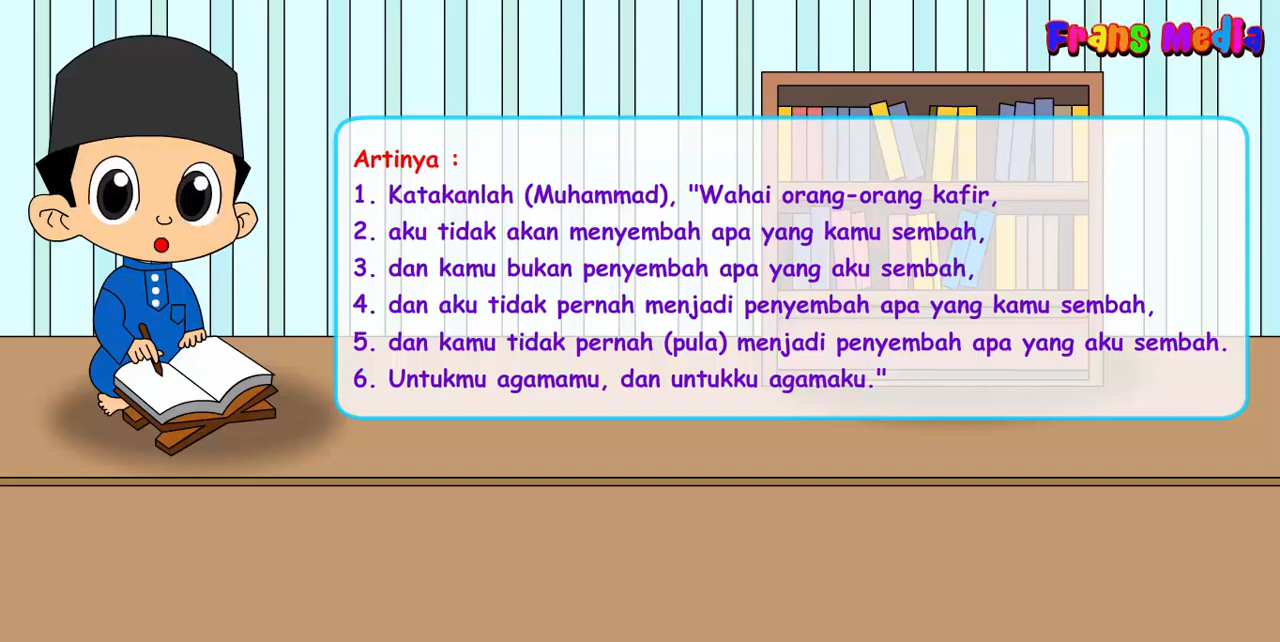 Frans Media
Artinya :
1. Katakanlah (Muhammad), "Wahai orang-orang kafir,
2. aku tidak akan menyembah apa yang kamu sembah,
3. dan kamu bukan penyembah apa yang aku sembah,
4. dan aku tidak pernah menjadi penyembah apa yang kamu sembah,
5. dan kamu tidak pernah (pula) menjadi penyembah apa yang aku sembah.
6. Untukmu agamamu, dan untukku agamaku."